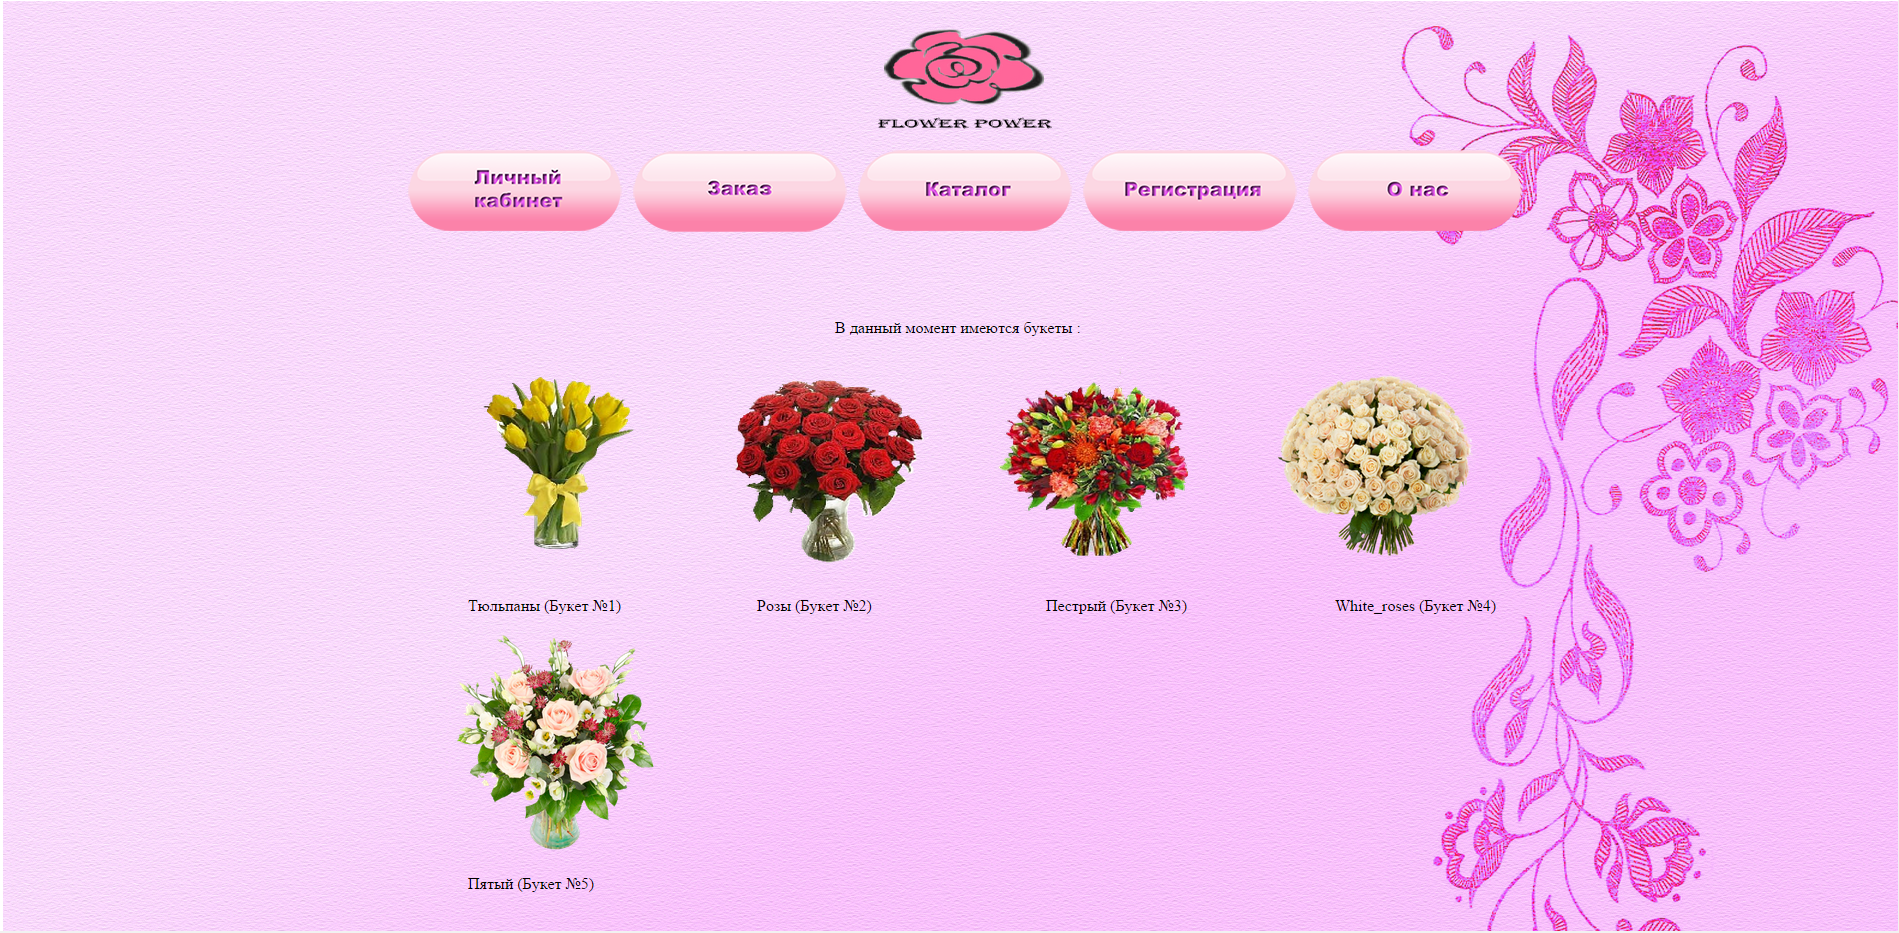 FLOWER POWER
Личный
кабинет
Заказ
Каталог
Регистрация
О нас
В данный момент имеются букеты :
Тюльпаны (Букет №1)
Розы (Букет №2)
Пестрый (Букет №3)
White_roses (Букет №4)
Пятый (Букет №5)